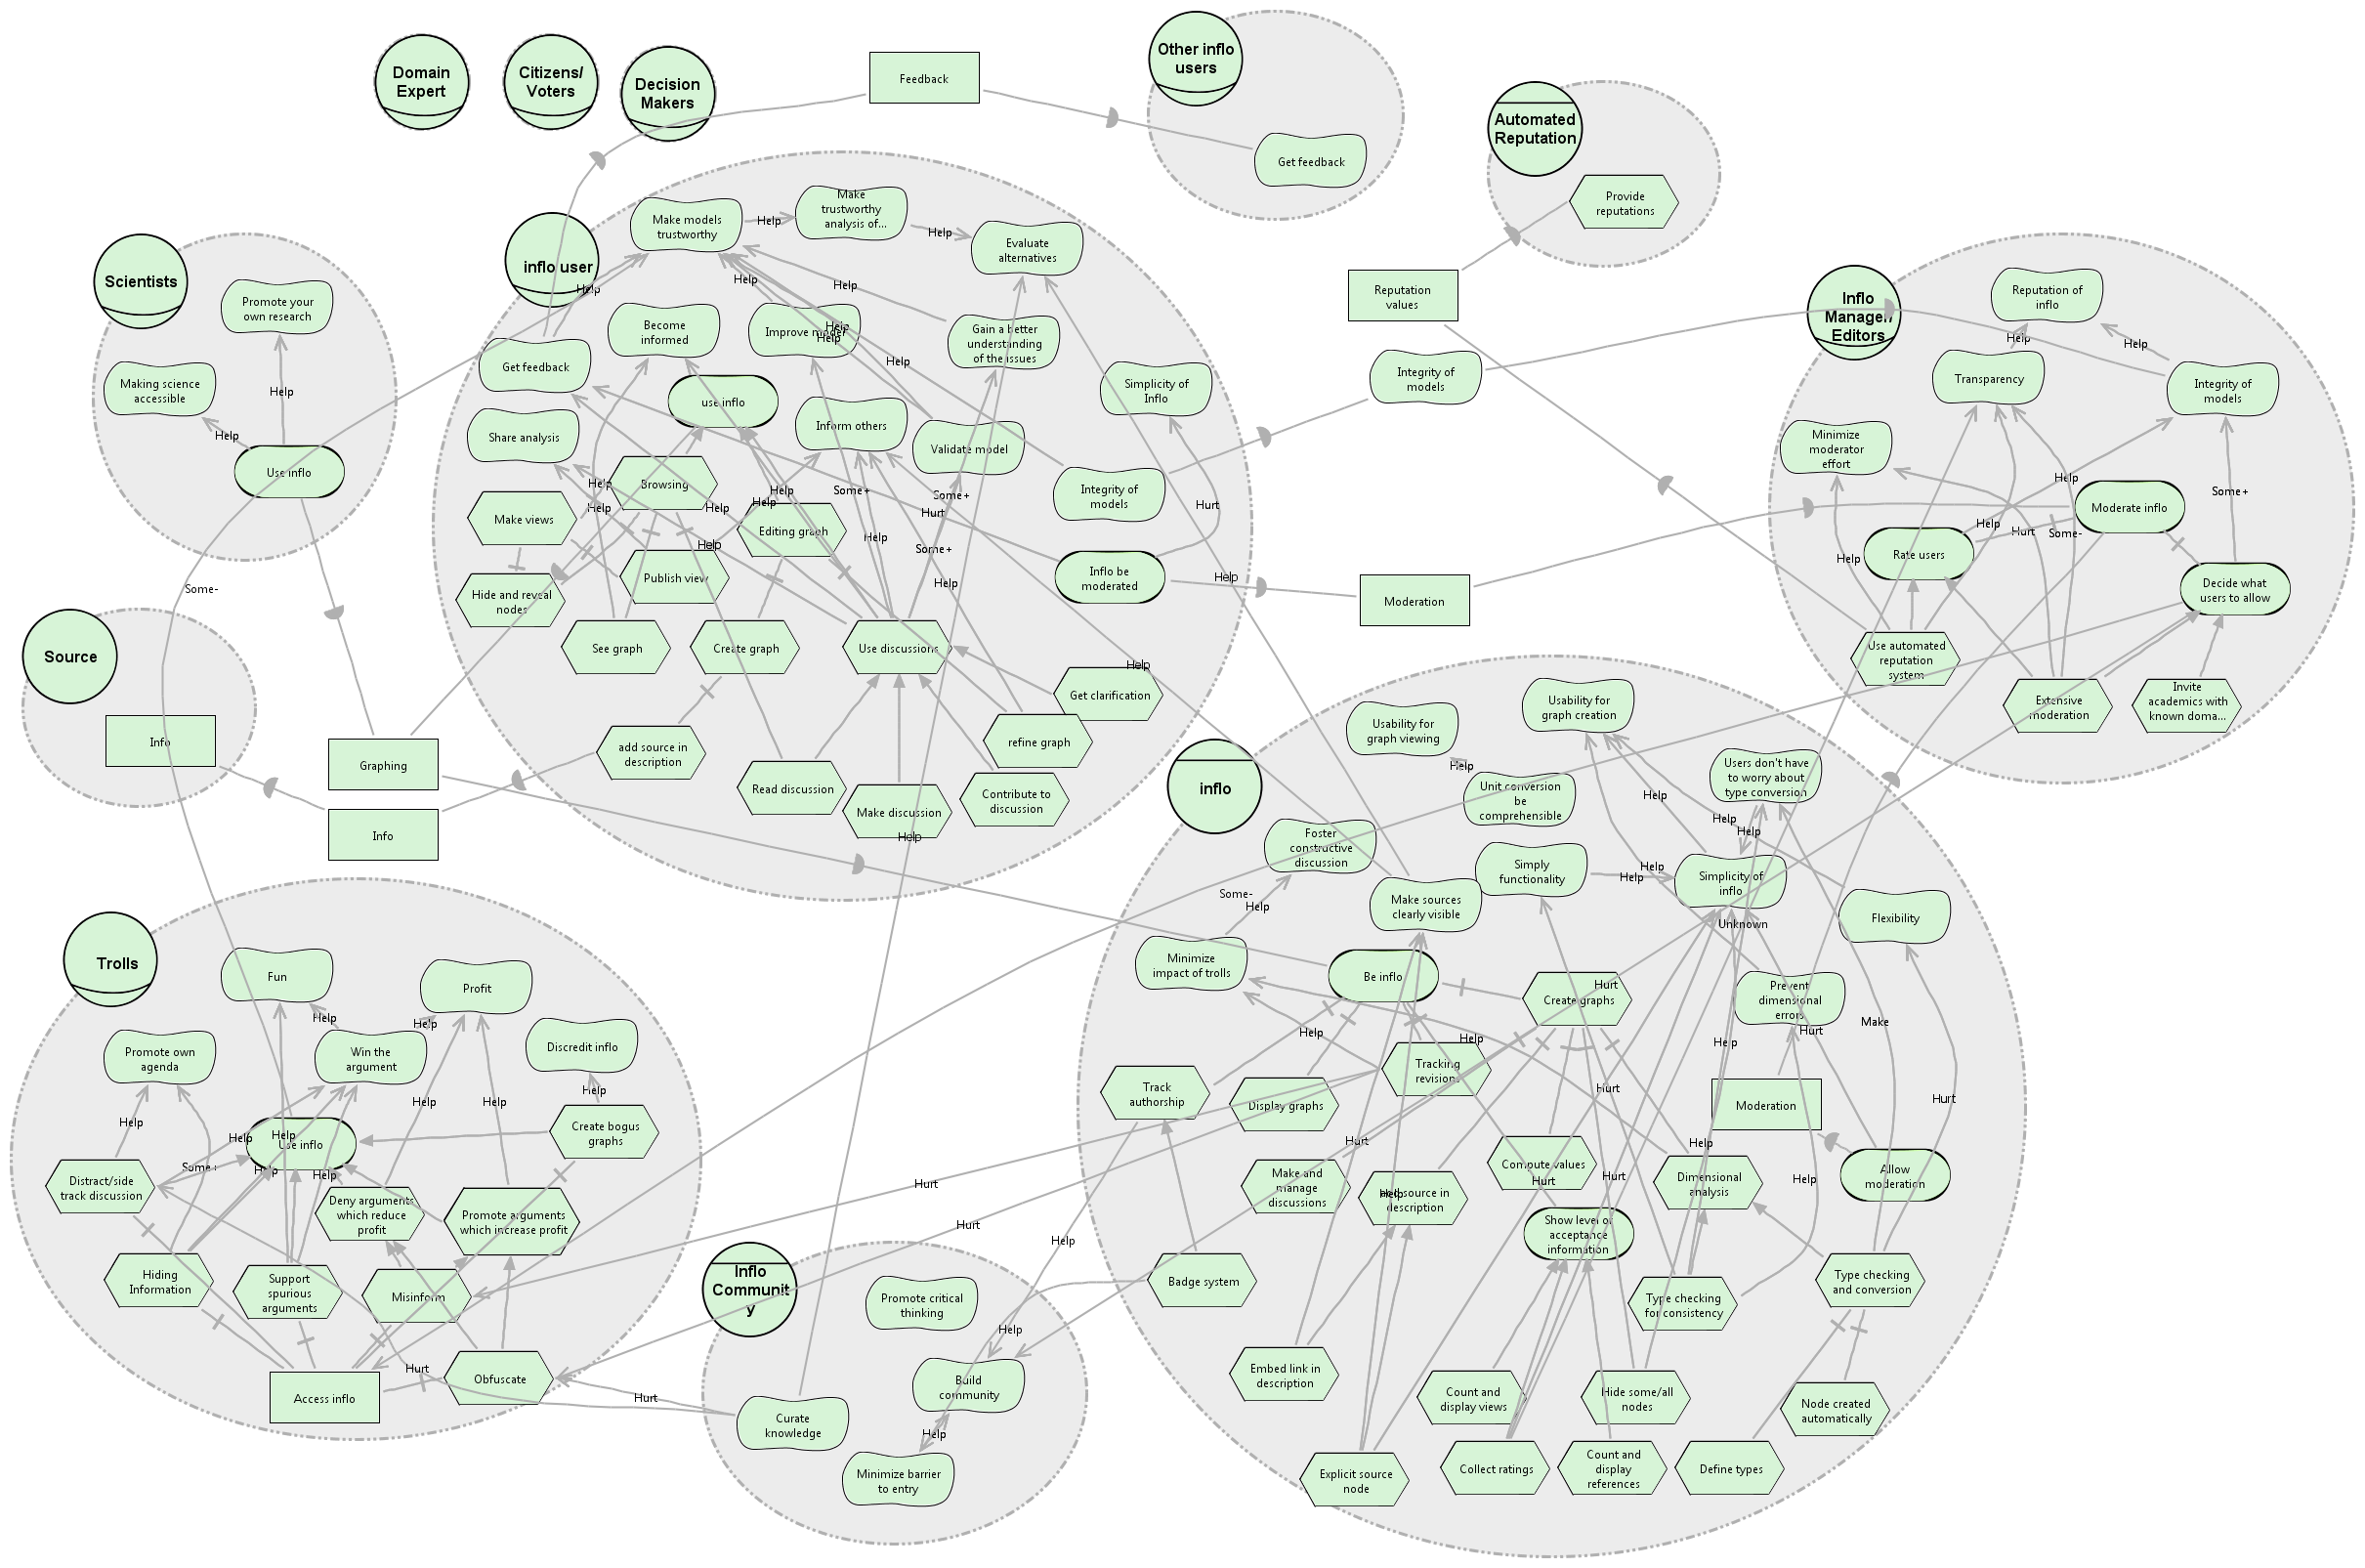 Domain
Expert
Citizens/
Voters
Decision
Makers
Feedback
Other inflo
users
Get feedback
Automated
Reputation
Provide
reputations
Reputation
values
Integrity of
models
Moderation
Scientists
Promote your
own research
Making science
accessible
Help
Help
Use inflo
Some-
Source
Info
Graphing
Info
inflo user
Make models
trustworthy
Help
Make
trustworthy
analysis of...
Help
Evaluate
alternatives
Help
Help
Help
Become
informed
Improve model
Help
Help
Gain a better
understanding
of the issues
Get feedback
Help
Simplicity of
Inflo
use inflo
Share analysis
Inform others
Validate model
Browsing
Help
Help
Some+
Some+
Integrity of
models
Hurt
Make views
Help
Help
Help
Editing graph
Hurt
Help
Help
Some+
Publish view
Hide and reveal
nodes
Help
Inflo be
moderated
Help
See graph
Create graph
Use discussions
Help
Get clarification
refine graph
add source in
description
Read discussion
Make discussion
Contribute to
discussion
Help
Inflo
Manager/
Editors
Reputation of
inflo
Help
Help
Transparency
Integrity of
models
Minimize
moderator
effort
Help
Some+
Moderate inflo
Help
Hurt
Some-
Rate users
Help
Decide what
users to allow
Use automated
reputation
system
Extensive
moderation
Invite
academics with
known doma...
inflo
Usability for
graph viewing
Usability for
graph creation
Help
Users don't have
to worry about
type conversion
Unit conversion
be
comprehensible
Help
Help
Help
Foster
constructive
discussion
Simply
functionality
Help
Help
Simplicity of
inflo
Make sources
clearly visible
Some-
Help
Flexibility
Unknown
Minimize
impact of trolls
Be inflo
Create graphs
Hurt
Prevent
dimensional
errors
Help
Help
Hurt
Make
Help
Tracking
revisions
Track
authorship
Display graphs
Hurt
Moderation
Hurt
Hurt
Help
Compute values
Make and
manage
discussions
add source in
description
Help
Hurt
Hurt
Dimensional
analysis
Help
Allow
moderation
Show level of
acceptance
information
Badge system
Type checking
for consistency
Type checking
and conversion
Embed link in
description
Count and
display views
Hide some/all
nodes
Node created
automatically
Explicit source
node
Collect ratings
Count and
display
references
Define types
Trolls
Fun
Profit
Help
Help
Promote own
agenda
Win the
argument
Discredit inflo
Help
Help
Help
Help
Help
Help
Use inflo
Create bogus
graphs
Some+
Help
Help
Distract/side
track discussion
Deny arguments
which reduce
profit
Promote arguments
which increase profit
Hiding
Information
Support
spurious
arguments
Misinform
Hurt
Obfuscate
Access inflo
Hurt
Hurt
Hurt
Help
Inflo
Communit
y
Promote critical
thinking
Help
Build
community
Curate
knowledge
Help
Minimize barrier
to entry